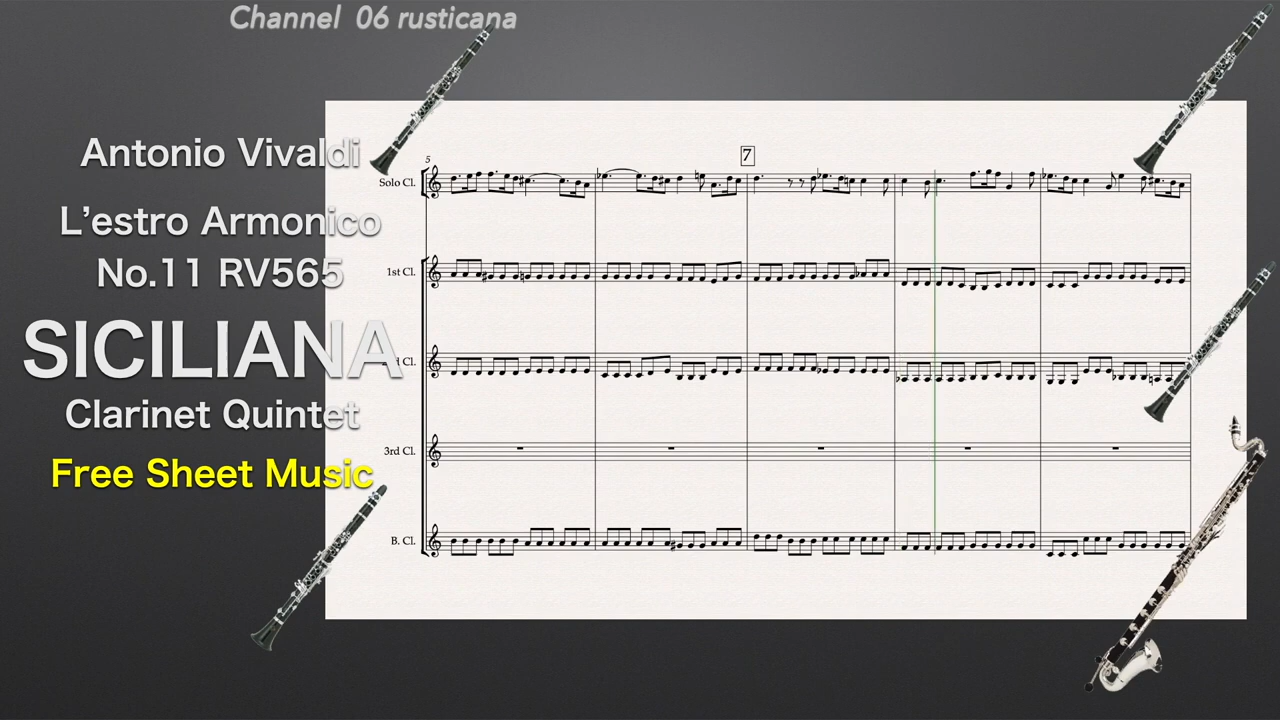 Channel 06 rusticana
Antonio Vivaldi
L’estro Armonico
No.11 RV565
SICILIANA
Clarinet Quintet
Free Sheet Music
5
7
Solo Cl.
1st Cl.
Cl.
3rd Cl.
B. Cl.